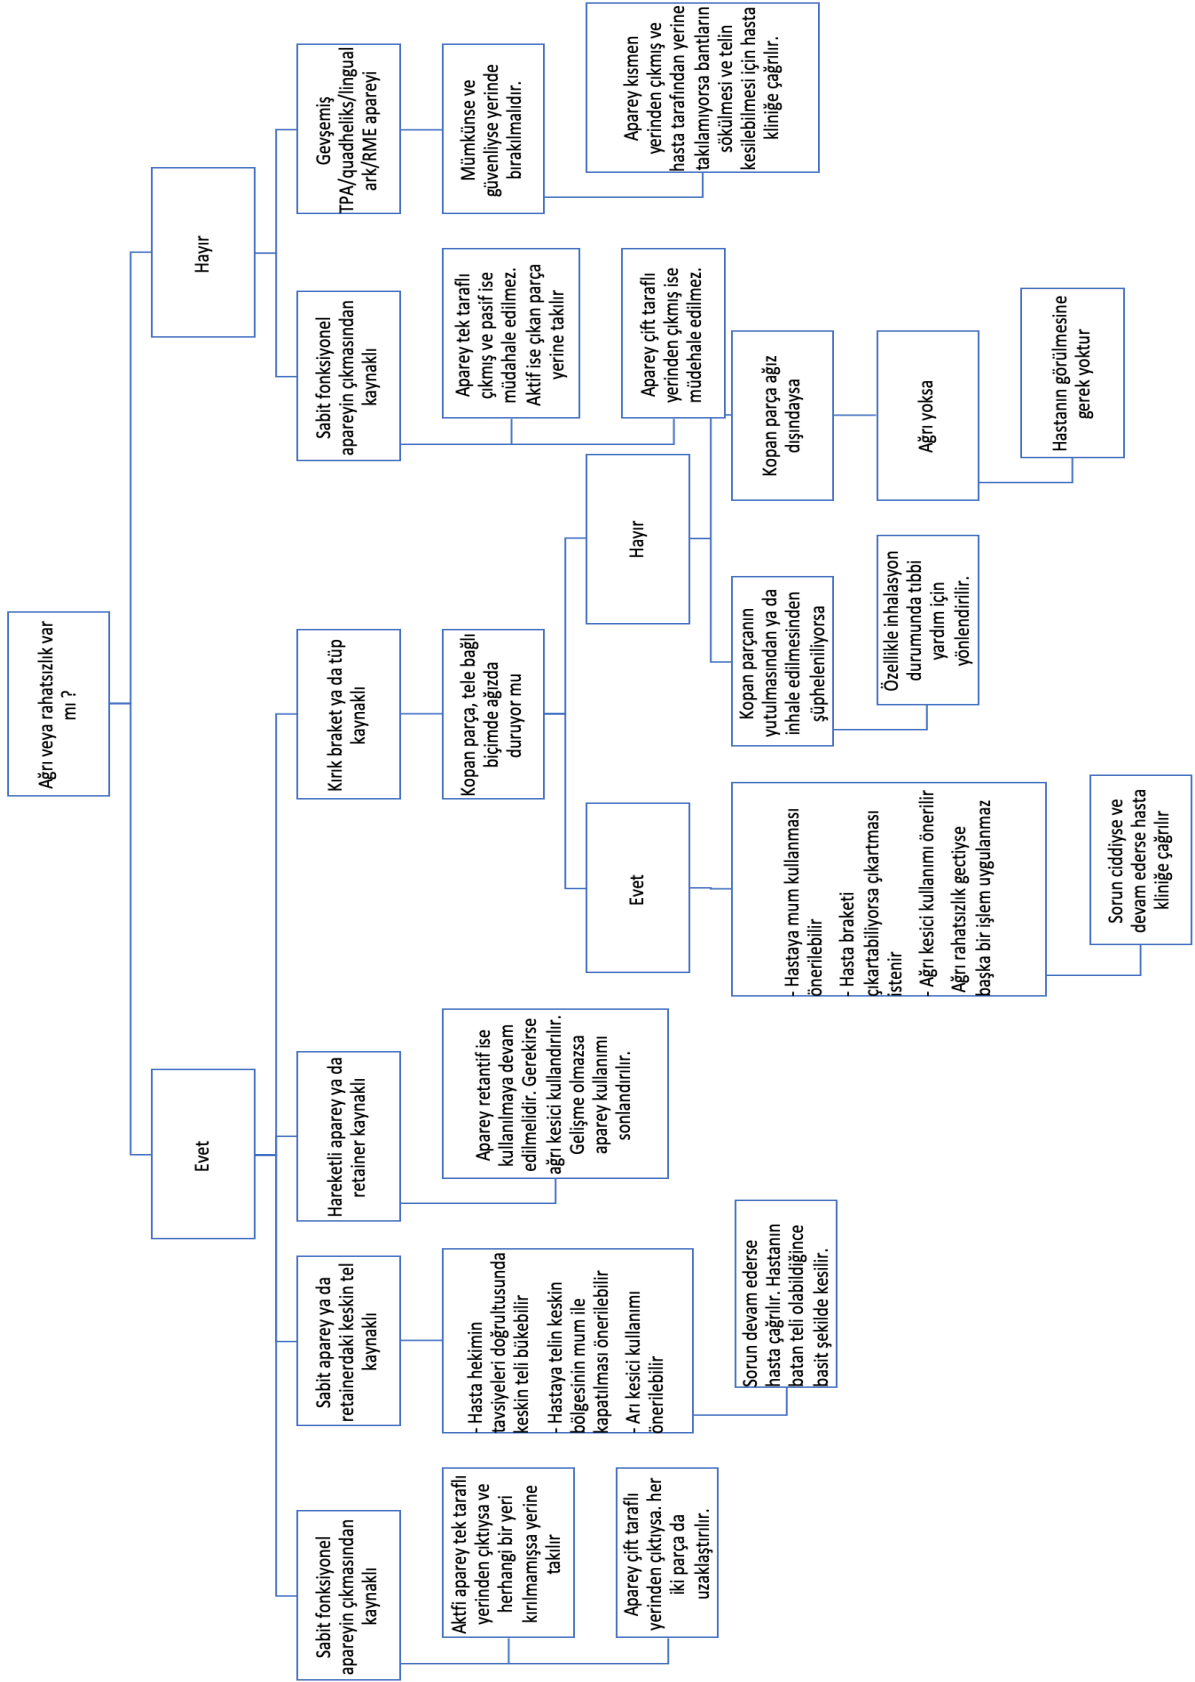 Ağrı veya rahatsızlık var
mı ?
Evet
Sabit fonksiyonel
apareyin çıkmasından
kaynaklı
Aktfi aparey tek taraflı
yerinden çıktıysa ve
herhangi bir yeri
kırılmamışsa yerine
takılır
Aparey çift taraflı
yerinden çıktıysa. her
iki parça da
uzaklaştırilır.
Sabit aparey ya da
retainerdaki keskin tel
kaynaklı
- Hasta hekimin
tavsiyeleri doğrultusunda
keskin teli bükebilir
- Hastaya telin keskin
bölgesinin mum ile
kapatılması önerilebilir
- Arı kesici kullanımı
önerilebilir
Sorun devam ederse
hasta çağrılır. Hastanın
batan teli olabildiğince
basit şekilde kesilir.
Hareketli aparey ya da
retainer kaynaklı
Aparey retantif ise
kullanılmaya devam
edilmelidir. Gerekirse
ağrı kesici kullandırılır.
Gelişme olmazsa
aparey kullanımı
sonlandırılır.
Kırık braket ya da tüp
kaynaklı
Kopan parça, tele bağlı
biçimde ağızda
duruyor mu
Evet
- Hastaya mum kullanması
önerilebilir
- Hasta braketi
çıkartabiliyorsa çıkartması
istenir
- Ağrı kesici kullanımı önerilir
Ağrı rahatsızlık gectiyse
başka bir işlem uygulanmaz
Sorun ciddiyse ve
devam ederse hasta
kliniğe çağrılır
Hayır
Kopan parçanın
yutulmasından ya da
inhale edilmesinden
şüpheleniliyorsa
Özellikle inhalasyon
durumunda tıbbi
yardım için
yönlendirilir.
Kopan parça ağız
dışındaysa
Ağrı yoksa
Hastanın görülmesine
gerek yoktur
Hayır
Sabit fonksiyonel
apareyin çıkmasından
kaynaklı
Aparey tek taraflı
çıkmış ve pasif ise
müdahale edilmez.
Aktif ise çıkan parça
yerine takılır
Aparey çift taraflı
yerinden çıkmış ise
müdehale edilmez.
Gevşemiş
TPA/quadheliks/lingual
ark/RME apareyi
Mümkünse ve
güvenliyse yerinde
bırakılmalıdır.
Aparey kısmen
yerinden çıkmış ve
hasta tarafından yerine
takılamıyorsa bantların
sökülmesi ve telin
kesilebilmesi için hasta
kliniğe çağrılır.